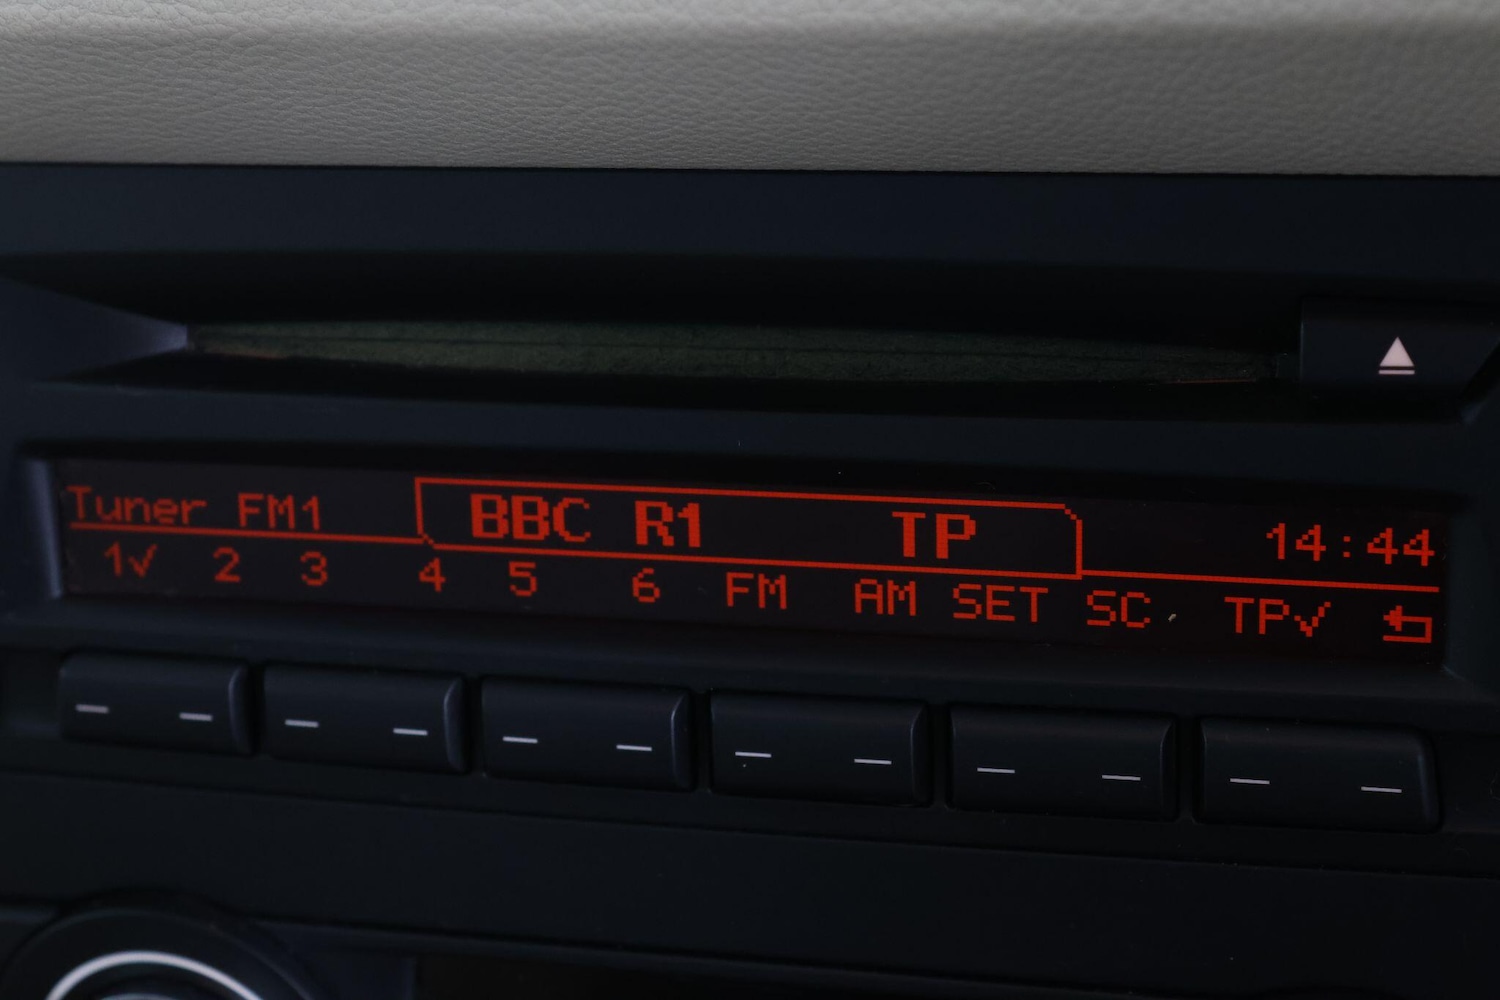 Tuner FM1 BBC R1 TP 14:44
1✓ 2 3 4 5 6 FM AM SET SC TP✓